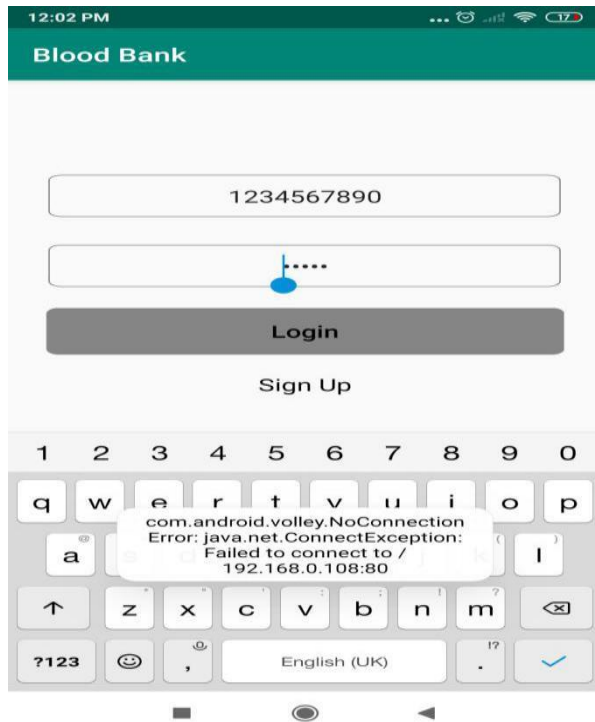 12:02 PM
17
Blood Bank
1234567890
•••••
Login
Sign Up
1 2 3 4 5 6 7 8 9 0
q w e r t y u i o p
com.android.volley.NoConnection
Error: java.net.ConnectException:
Failed to connect to /
192.168.0.108:80
@ ( )
a l
* " ' : ; ! ?
z x c v b n m
?123 , English (UK) . !?